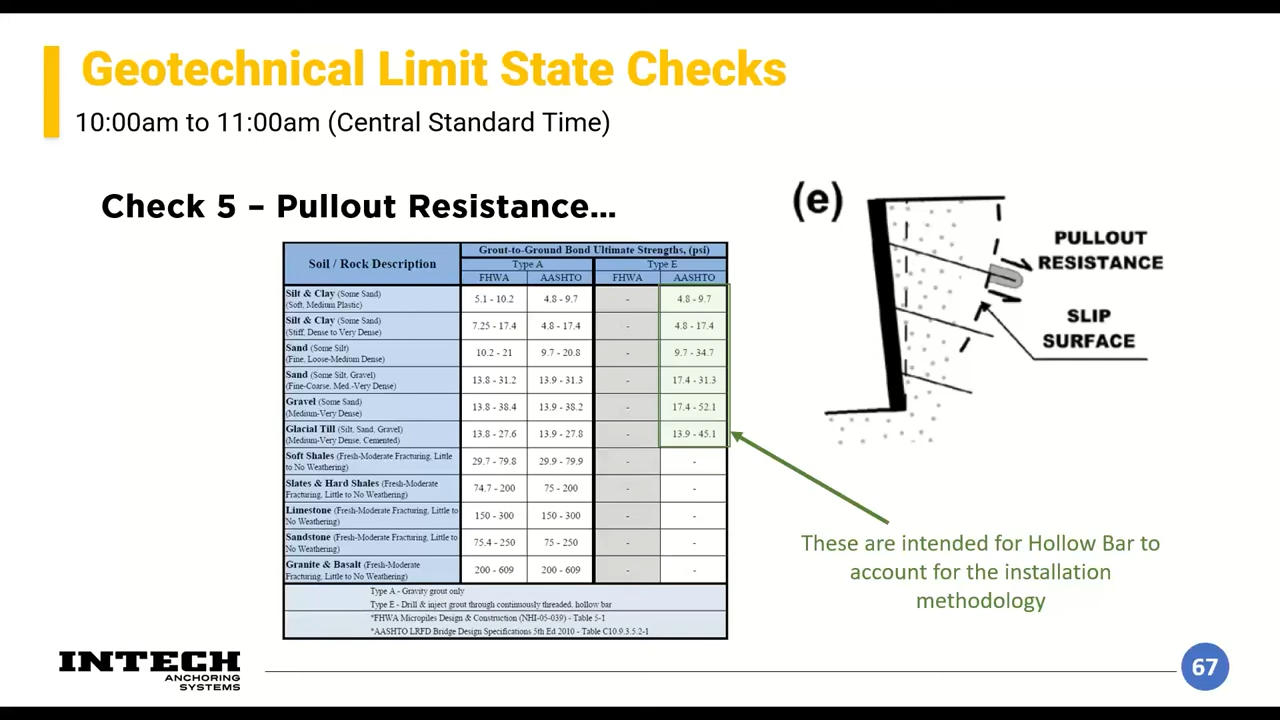 Geotechnical Limit State Checks
10:00am to 11:00am (Central Standard Time)
Check 5 – Pullout Resistance...
Soil / Rock Description
Grout-to-Ground Bond Ultimate Strengths, (psi)
Type A Type E
FHWA AASHTO FHWA AASHTO
Silt & Clay (Some Sand)
(Soft, Medium Plastic)
5.1 - 10.2 4.8 - 9.7 - 4.8 - 9.7
Silt & Clay (Some Sand)
(Stiff, Dense to Very Dense)
7.25 - 17.4 4.8 - 17.4 - 4.8 - 17.4
Sand (Some Silt)
(Fine, Loose-Medium Dense)
10.2 - 21 9.7 - 20.8 - 9.7 - 34.7
Sand (Some Silt, Gravel)
(Fine-Coarse, Med.-Very Dense)
13.8 - 31.2 13.9 - 31.3 - 17.4 - 31.3
Gravel (Some Sand)
(Medium-Very Dense)
13.8 - 38.4 13.9 - 38.2 - 17.4 - 52.1
Glacial Till (Silt, Sand, Gravel)
(Medium-Very Dense, Cemented)
13.8 - 27.6 13.9 - 27.8 - 13.9 - 45.1
Soft Shales (Fresh-Moderate Fracturing, Little
to No Weathering)
29.7 - 79.8 29.9 - 79.9 - -
Slates & Hard Shales (Fresh-Moderate
Fracturing, Little to No Weathering)
74.7 - 200 75 - 200 - -
Limestone (Fresh-Moderate Fracturing, Little to
No Weathering)
150 - 300 150 - 300 - -
Sandstone (Fresh-Moderate Fracturing, Little to
No Weathering)
75.4 - 250 75 - 250 - -
Granite & Basalt (Fresh-Moderate
Fracturing, Little to No Weathering)
200 - 609 200 - 609 - -
Type A - Gravity grout only
Type E - Drill & inject grout through continuously threaded, hollow bar
*FHWA Micropiles Design & Construction (NHI-05-039) - Table 5-1
*AASHTO LRFD Bridge Design Specifications 5th Ed 2010 - Table C10.9.3.5.2-1
(e)
PULLOUT
RESISTANCE
SLIP
SURFACE
These are intended for Hollow Bar to
account for the installation
methodology
INTECH
ANCHORING
SYSTEMS
67